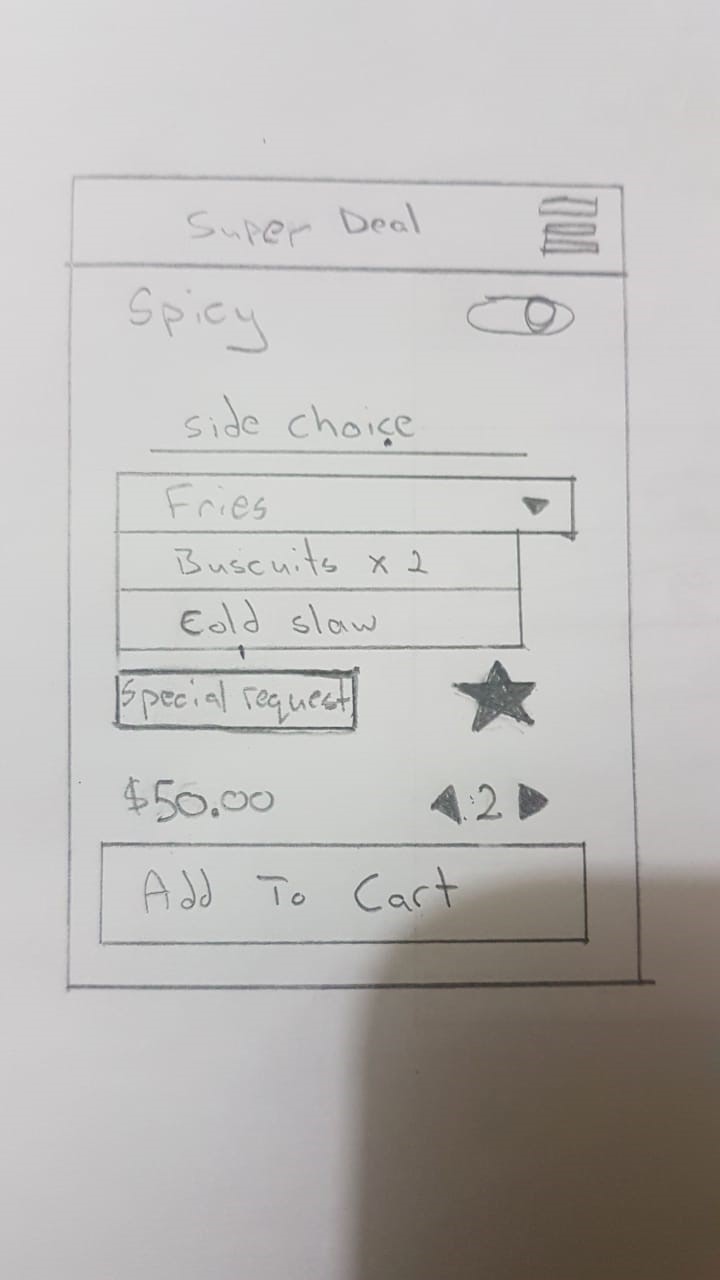 Super Deal
Spicy
side choice
Fries
Buscuits x 2
Cold slaw
Special request
$50.00
2
Add To Cart